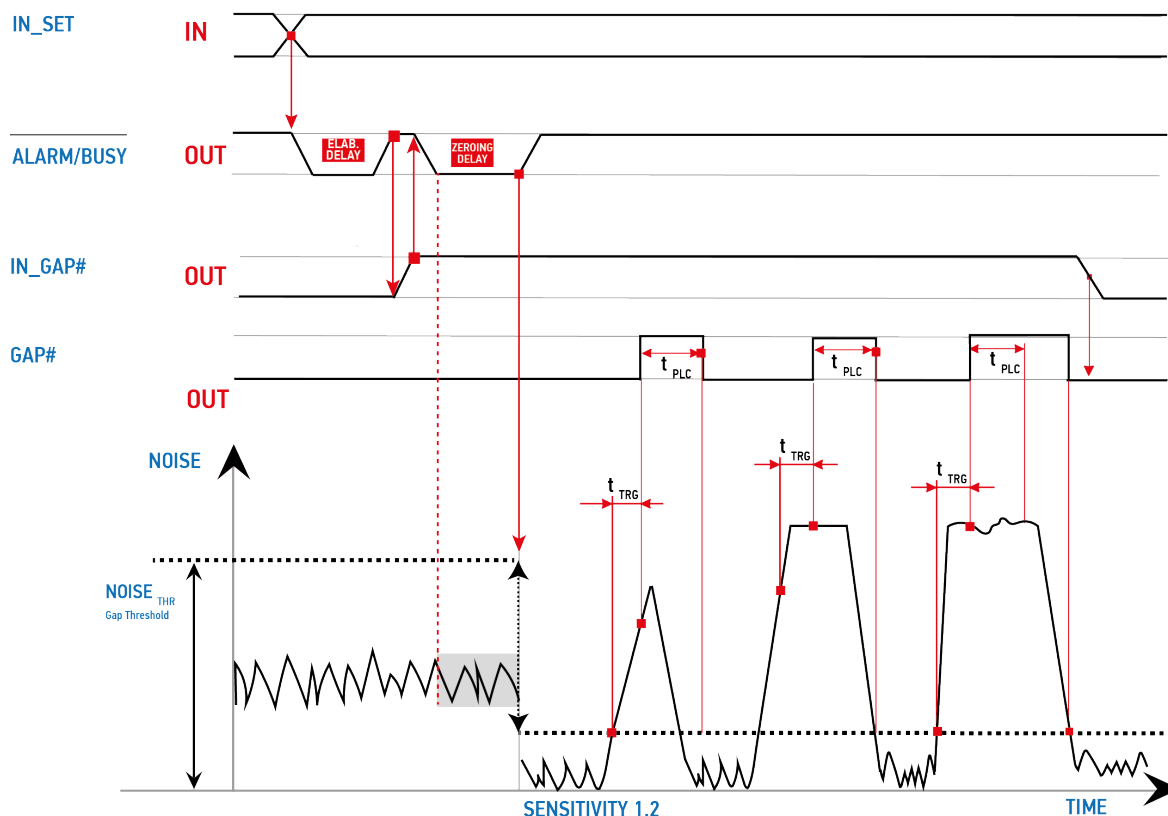 IN_SET
IN
ALARM/BUSY
OUT
ELAB.
DELAY
ZEROING
DELAY
IN_GAP#
OUT
GAP#
OUT
t PLC
t PLC
t PLC
NOISE
t TRG
t TRG
t TRG
NOISE THR
Gap Threshold
SENSITIVITY 1.2
TIME